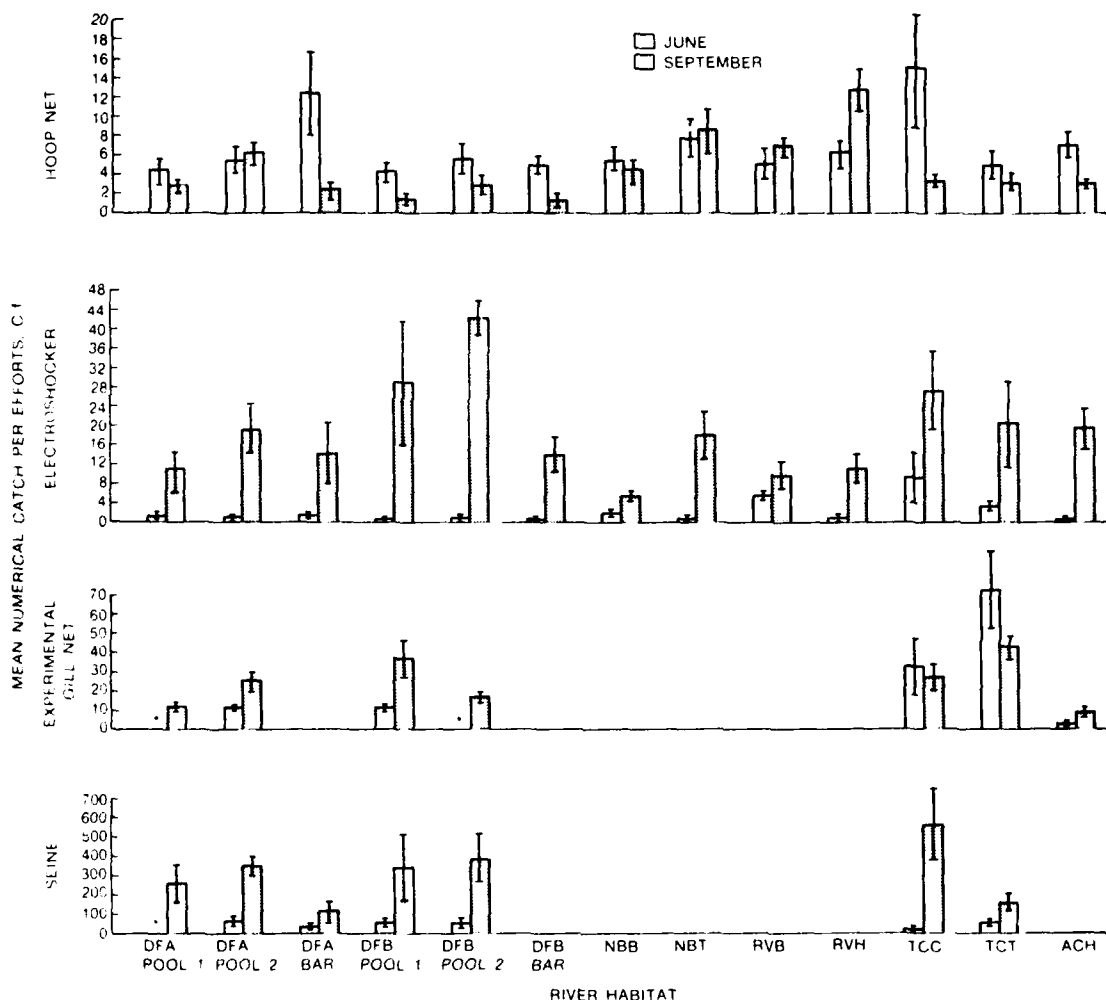 JUNE
SEPTEMBER
20
18
16
14
12
10
8
6
4
2
0
HOOP NET
48
44
40
36
32
28
24
20
16
12
8
4
0
ELECTROSHOCKER
MEAN NUMERICAL CATCH PER EFFORTS, C/f
70
60
50
40
30
20
10
0
EXPERIMENTAL
GILL NET
700
600
500
400
300
200
100
0
SEINE
DFA POOL 1
DFA POOL 2
DFA BAR
DFB POOL 1
DFB POOL 2
DFB BAR
NBB
NBT
RVB
RVH
TCC
TCT
ACH
RIVER HABITAT